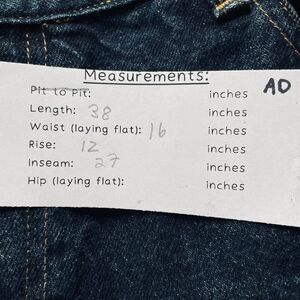 Measurements:
Pit to Pit: inches AD
Length: 38 inches
Waist (laying flat): 16 inches
Rise: 12 inches
Inseam: 27 inches
Hip (laying flat): inches